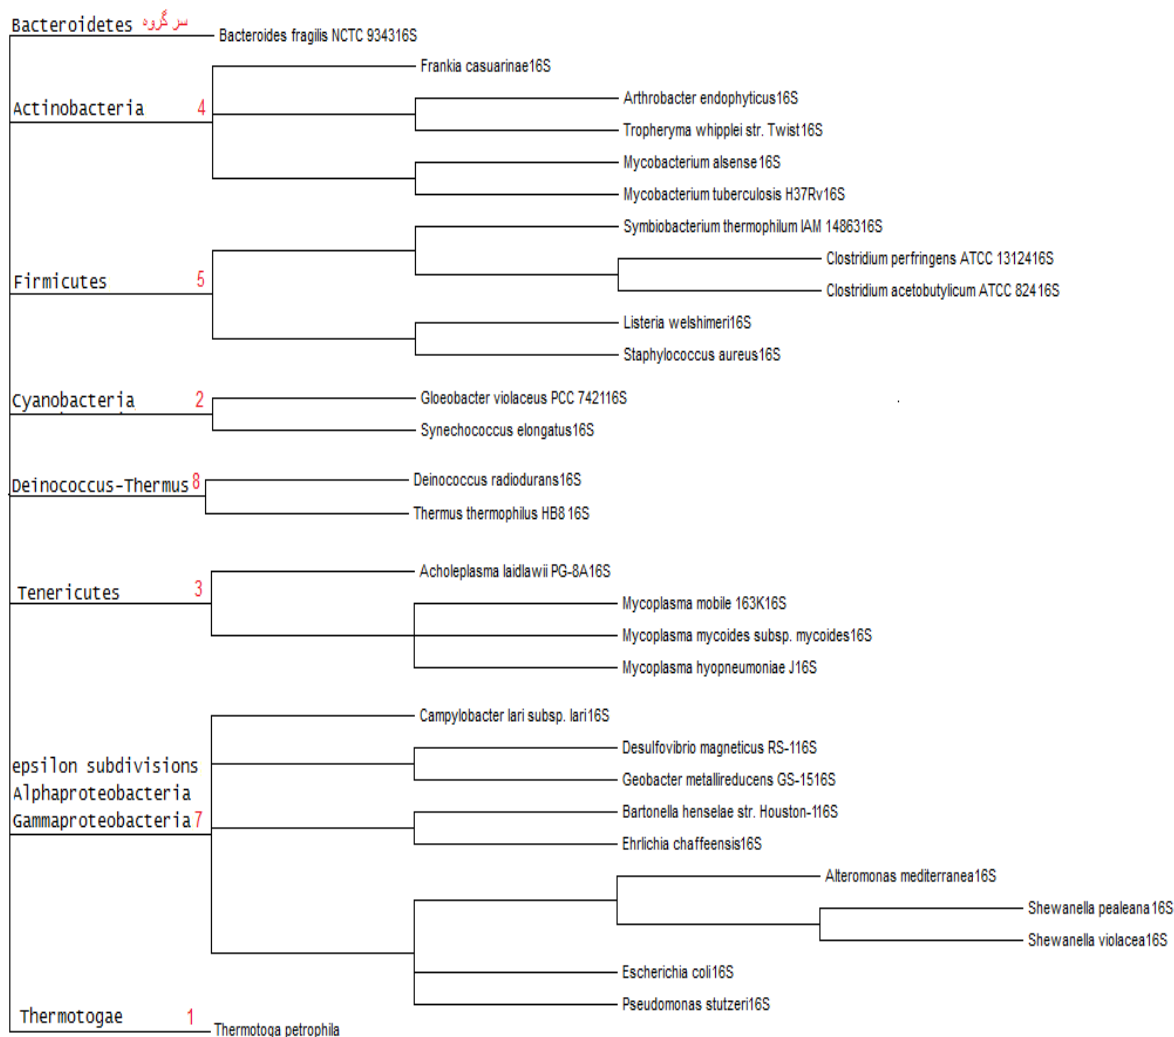 Bacteroidetes سر گروه
Bacteroides fragilis NCTC 934316S
Frankia casuarinae16S
Actinobacteria 4
Arthrobacter endophyticus16S
Tropheryma whipplei str. Twist16S
Mycobacterium alsense16S
Mycobacterium tuberculosis H37Rv16S
Symbiobacterium thermophilum IAM 1486316S
Clostridium perfringens ATCC 1312416S
Firmicutes 5
Clostridium acetobutylicum ATCC 82416S
Listeria welshimeri16S
Staphylococcus aureus16S
Cyanobacteria 2
Gloeobacter violaceus PCC 742116S
Synechococcus elongatus16S
Deinococcus-Thermus 8
Deinococcus radiodurans16S
Thermus thermophilus HB816S
Acholeplasma laidlawii PG-8A16S
Tenericutes 3
Mycoplasma mobile 163K16S
Mycoplasma mycoides subsp. mycoides16S
Mycoplasma hyopneumoniae J16S
Campylobacter lari subsp. lari16S
Desulfovibrio magneticus RS-116S
epsilon subdivisions
Geobacter metallireducens GS-1516S
Alphaproteobacteria
Bartonella henselae str. Houston-116S
Gammaproteobacteria 7
Ehrlichia chaffeensis16S
Alteromonas mediterranea16S
Shewanella pealeana16S
Shewanella violacea16S
Escherichia coli16S
Pseudomonas stutzeri16S
Thermotogae 1
Thermotoga petrophila